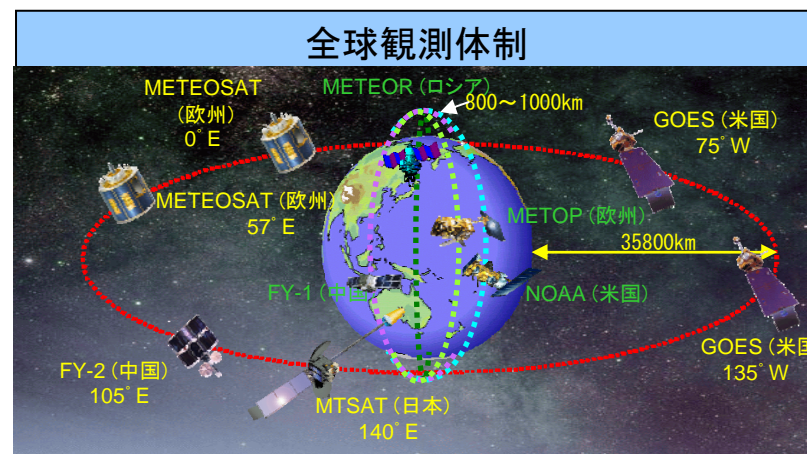 全球観測体制
METEOSAT
(欧州)
0°E
METEOR(ロシア)
800～1000km
GOES(米国)
75°W
METEOSAT(欧州)
57°E
METOP(欧州)
35800km
FY-1(中国
NOAA(米国)
FY-2(中国)
105°E
MTSAT(日本)
140°E
GOES(米国
135°W